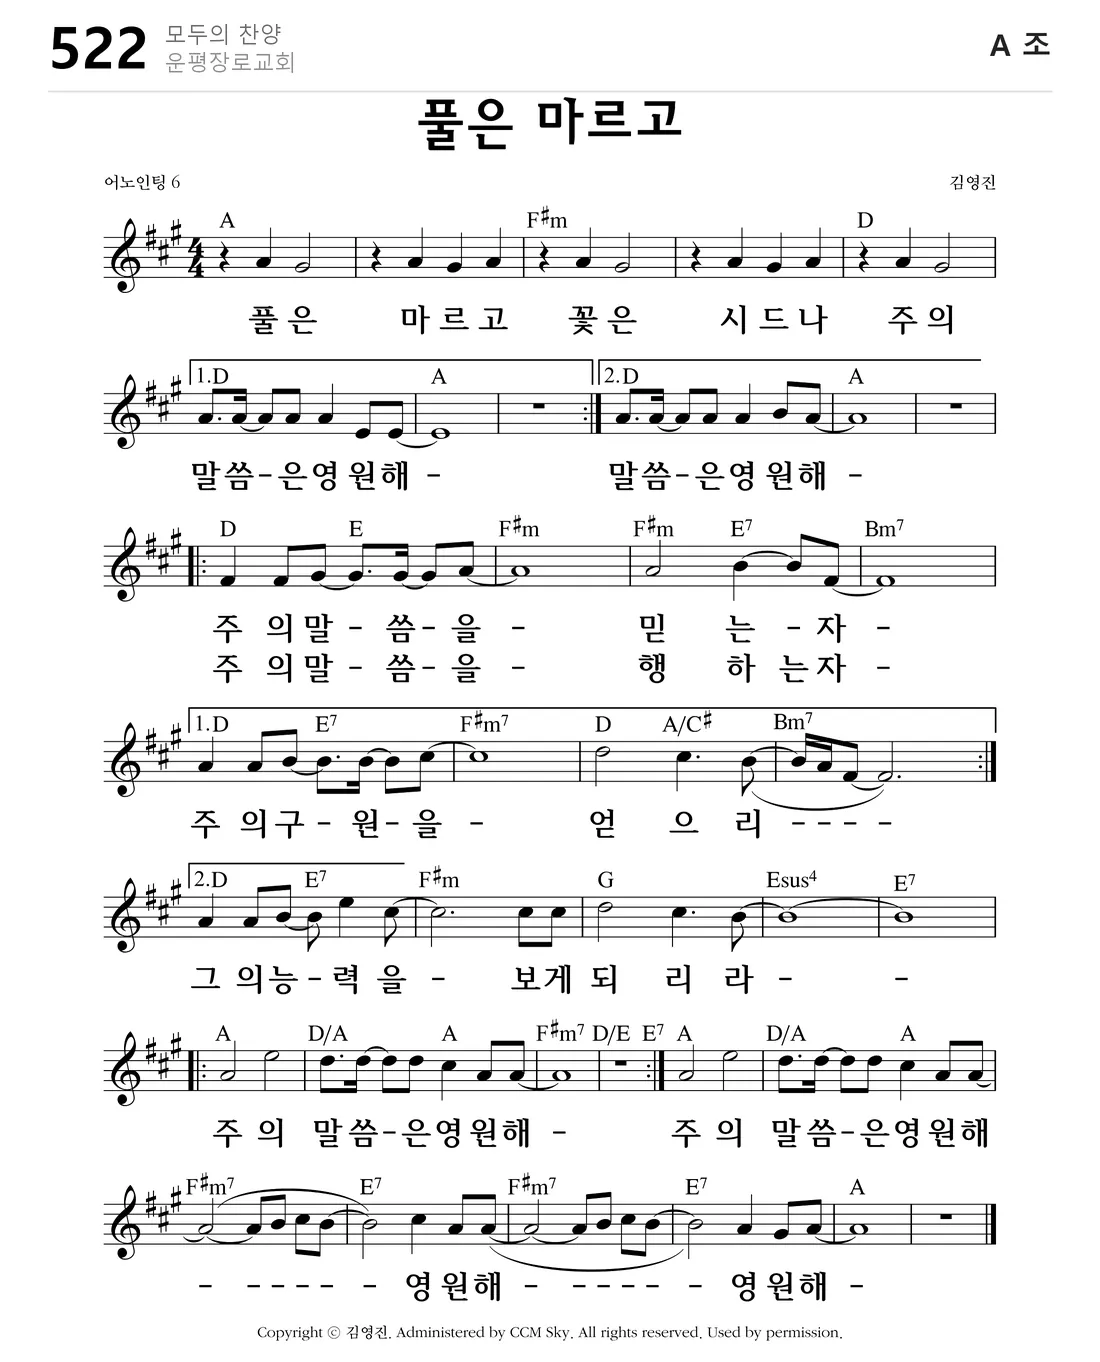 522
모두의 찬양
운평장로교회
A 조
풀은 마르고
어노인팅 6
김영진
A F#m D
4/4
풀 은 마 르 고 꽃 은 시 드 나 주 의
1.D A 2.D A
말씀-은영 원해 - 말씀-은영 원해 -
D E F#m F#m E7 Bm7
주 의말 - 씀- 을 - 믿 는 - 자 -
주 의말 - 씀- 을 - 행 하 는자 -
1.D E7 F#m7 D A/C# Bm7
주 의구 - 원- 을 - 얻 으 리 - - - - -
2.D E7 F#m G Esus4 E7
그 의능 - 력 을 - 보게 되 리 라 - -
A D/A A F#m7 D/E E7 A D/A A
주 의 말씀-은영 원해 - 주 의 말씀-은영 원해
F#m7 E7 F#m7 E7 A
- - - - - - 영 원해 - - - - - - 영 원해 -
Copyright ⓒ 김영진. Administered by CCM Sky. All rights reserved. Used by permission.